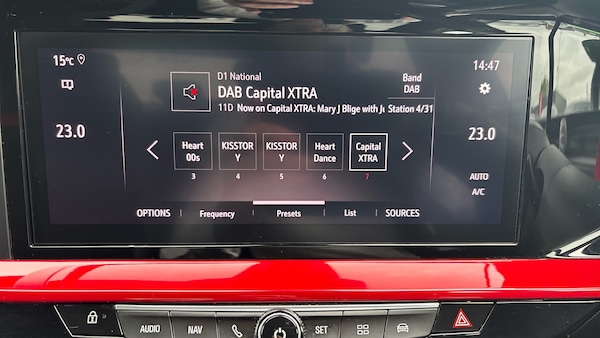 15°C
14:47
D1 National
DAB Capital XTRA
11D Now on Capital XTRA: Mary J Blige with Ju
Band
DAB
Station 4/31
23.0
23.0
Heart
00s
KISSTOR
Y
KISSTOR
Y
Heart
Dance
Capital
XTRA
3 4 5 6 7
AUTO
A/C
OPTIONS Frequency Presets List SOURCES
AUDIO NAV SET